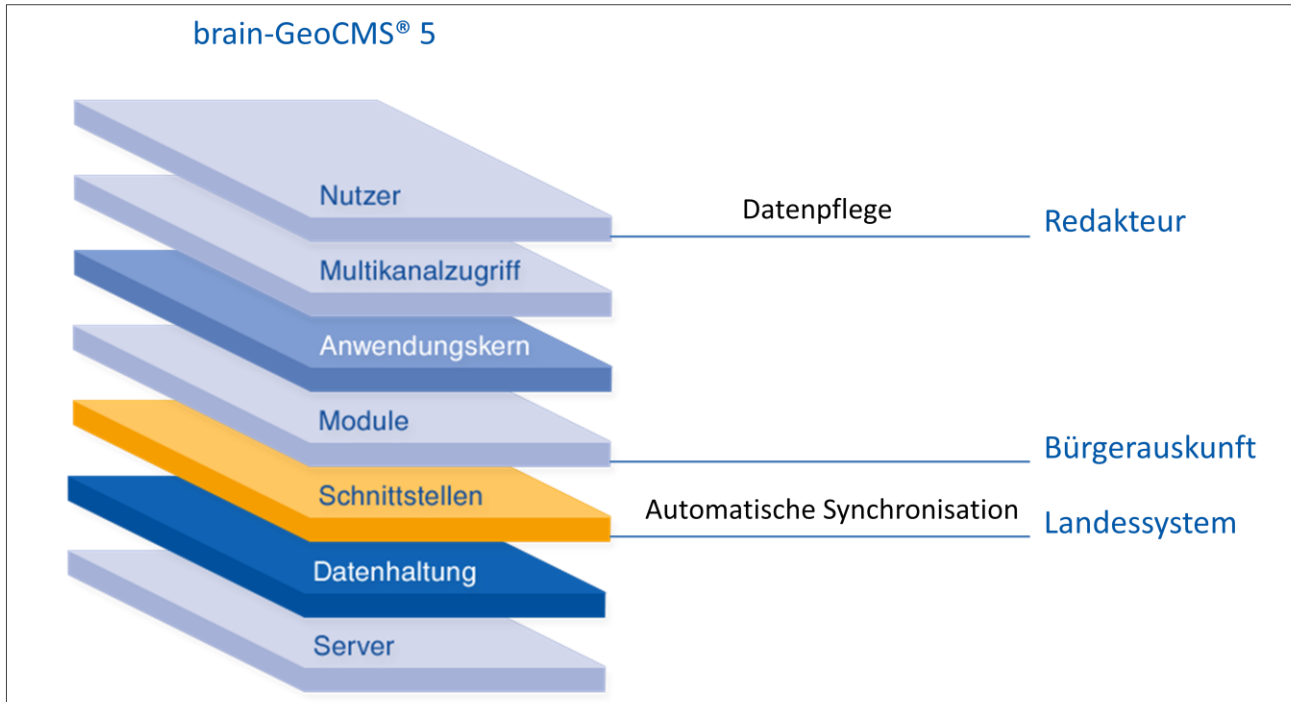 brain-GeoCMS® 5
Nutzer
Datenpflege
Redakteur
Multikanalzugriff
Anwendungskern
Module
Bürgerauskunft
Schnittstellen
Automatische Synchronisation
Landessystem
Datenhaltung
Server